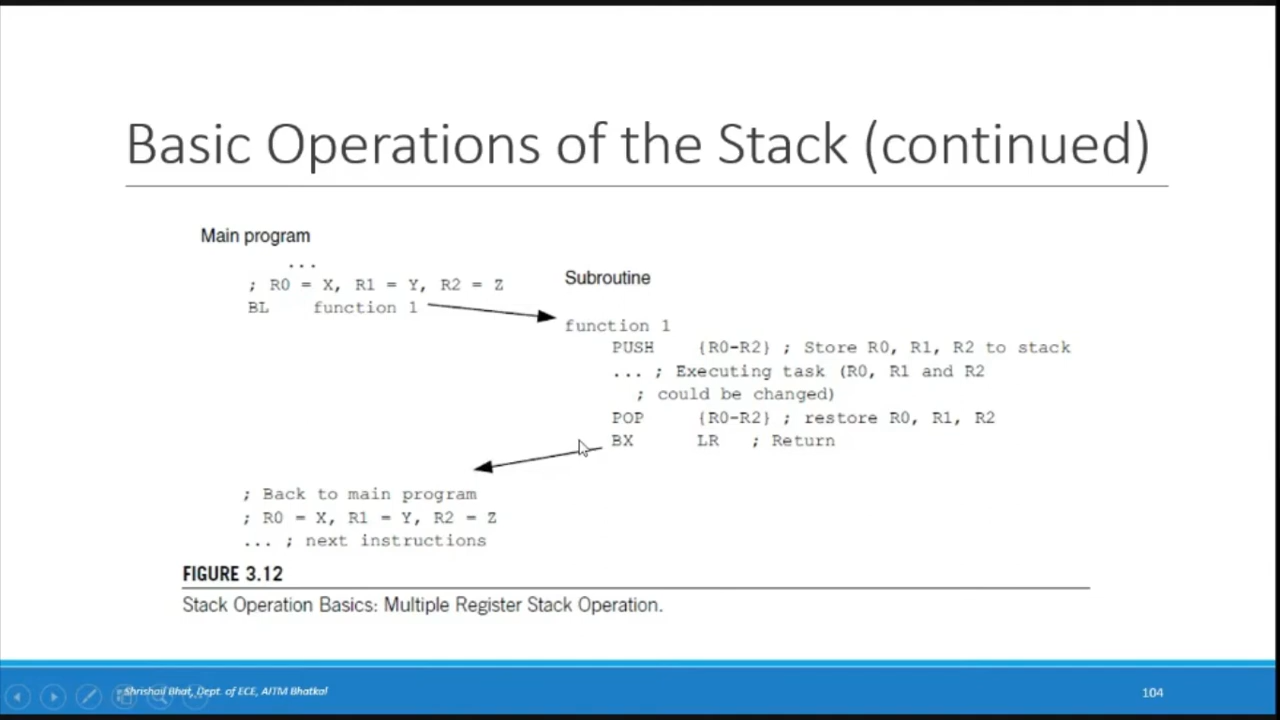 Basic Operations of the Stack (continued)
Main program
...
; R0 = X, R1 = Y, R2 = Z
BL function 1
Subroutine
function 1
PUSH {R0-R2} ; Store R0, R1, R2 to stack
... ; Executing task (R0, R1 and R2
; could be changed)
POP {R0-R2} ; restore R0, R1, R2
BX LR ; Return
; Back to main program
; R0 = X, R1 = Y, R2 = Z
... ; next instructions
FIGURE 3.12
Stack Operation Basics: Multiple Register Stack Operation.
Shrishail Bhat, Dept. of ECE, AITM Bhatkal
104